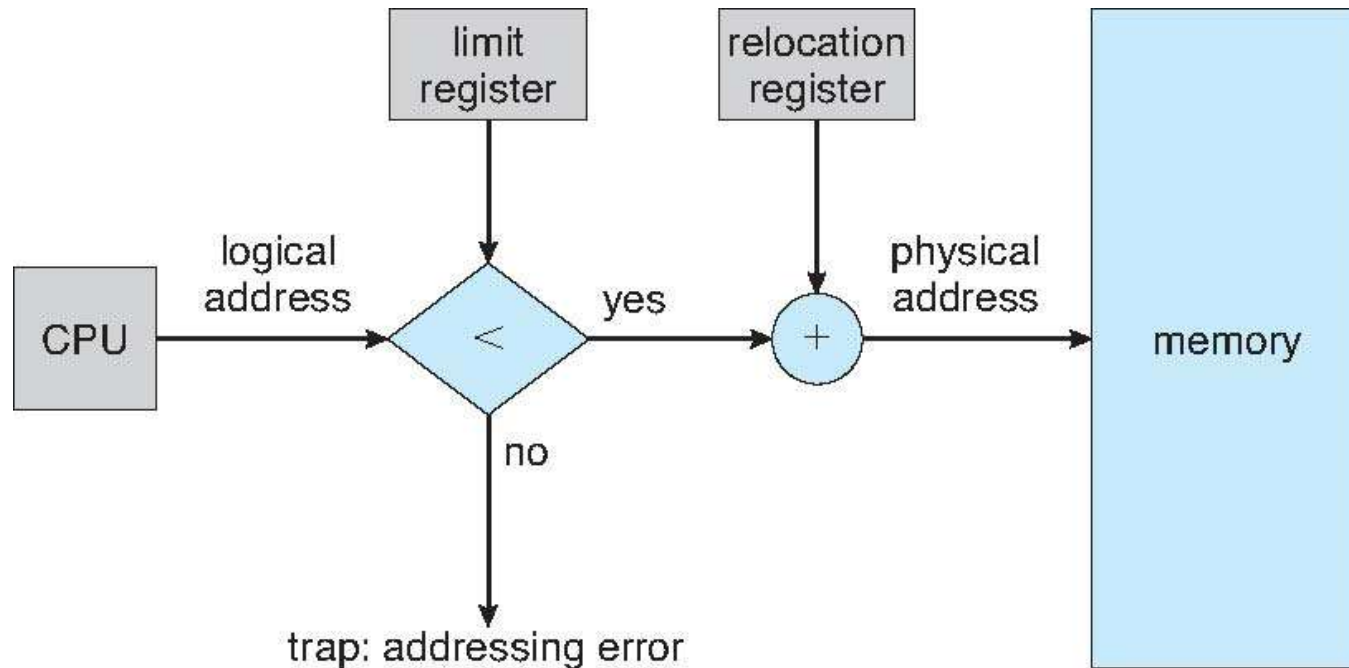 limit
register
relocation
register
logical
address
physical
address
CPU
<
yes
+
memory
no
trap: addressing error